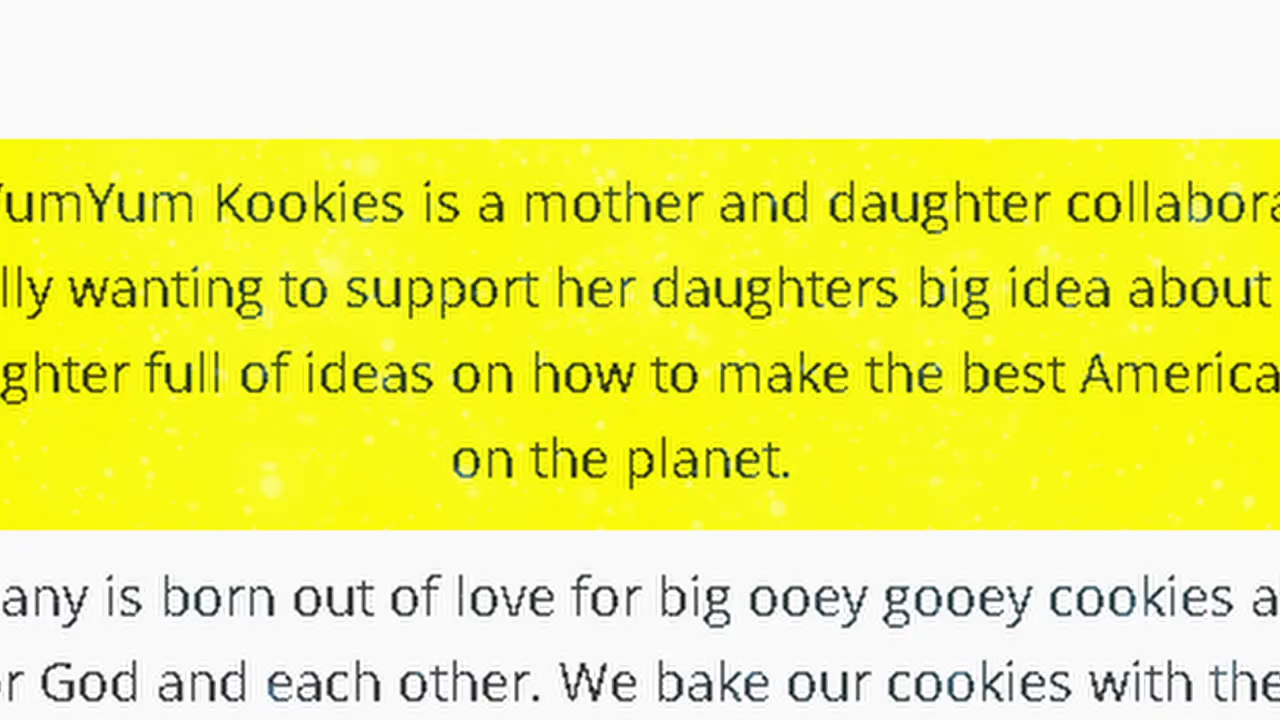 YumYum Kookies is a mother and daughter collabora
lly wanting to support her daughters big idea about
ghter full of ideas on how to make the best America
on the planet.
any is born out of love for big ooey gooey cookies a
r God and each other. We bake our cookies with the